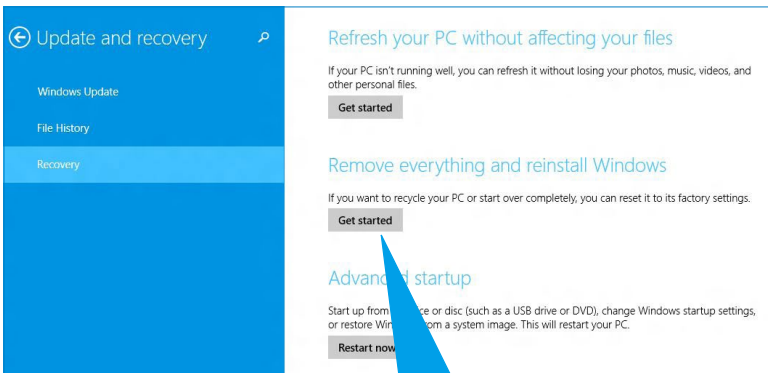 Update and recovery
Windows Update
File History
Recovery
Refresh your PC without affecting your files
If your PC isn't running well, you can refresh it without losing your photos, music, videos, and
other personal files.
Get started
Remove everything and reinstall Windows
If you want to recycle your PC or start over completely, you can reset it to its factory settings.
Get started
startup
Start up from or disc (such as a USB drive or DVD), change Windows startup settings,
or restore from a system image. This will restart your PC.
Restart now